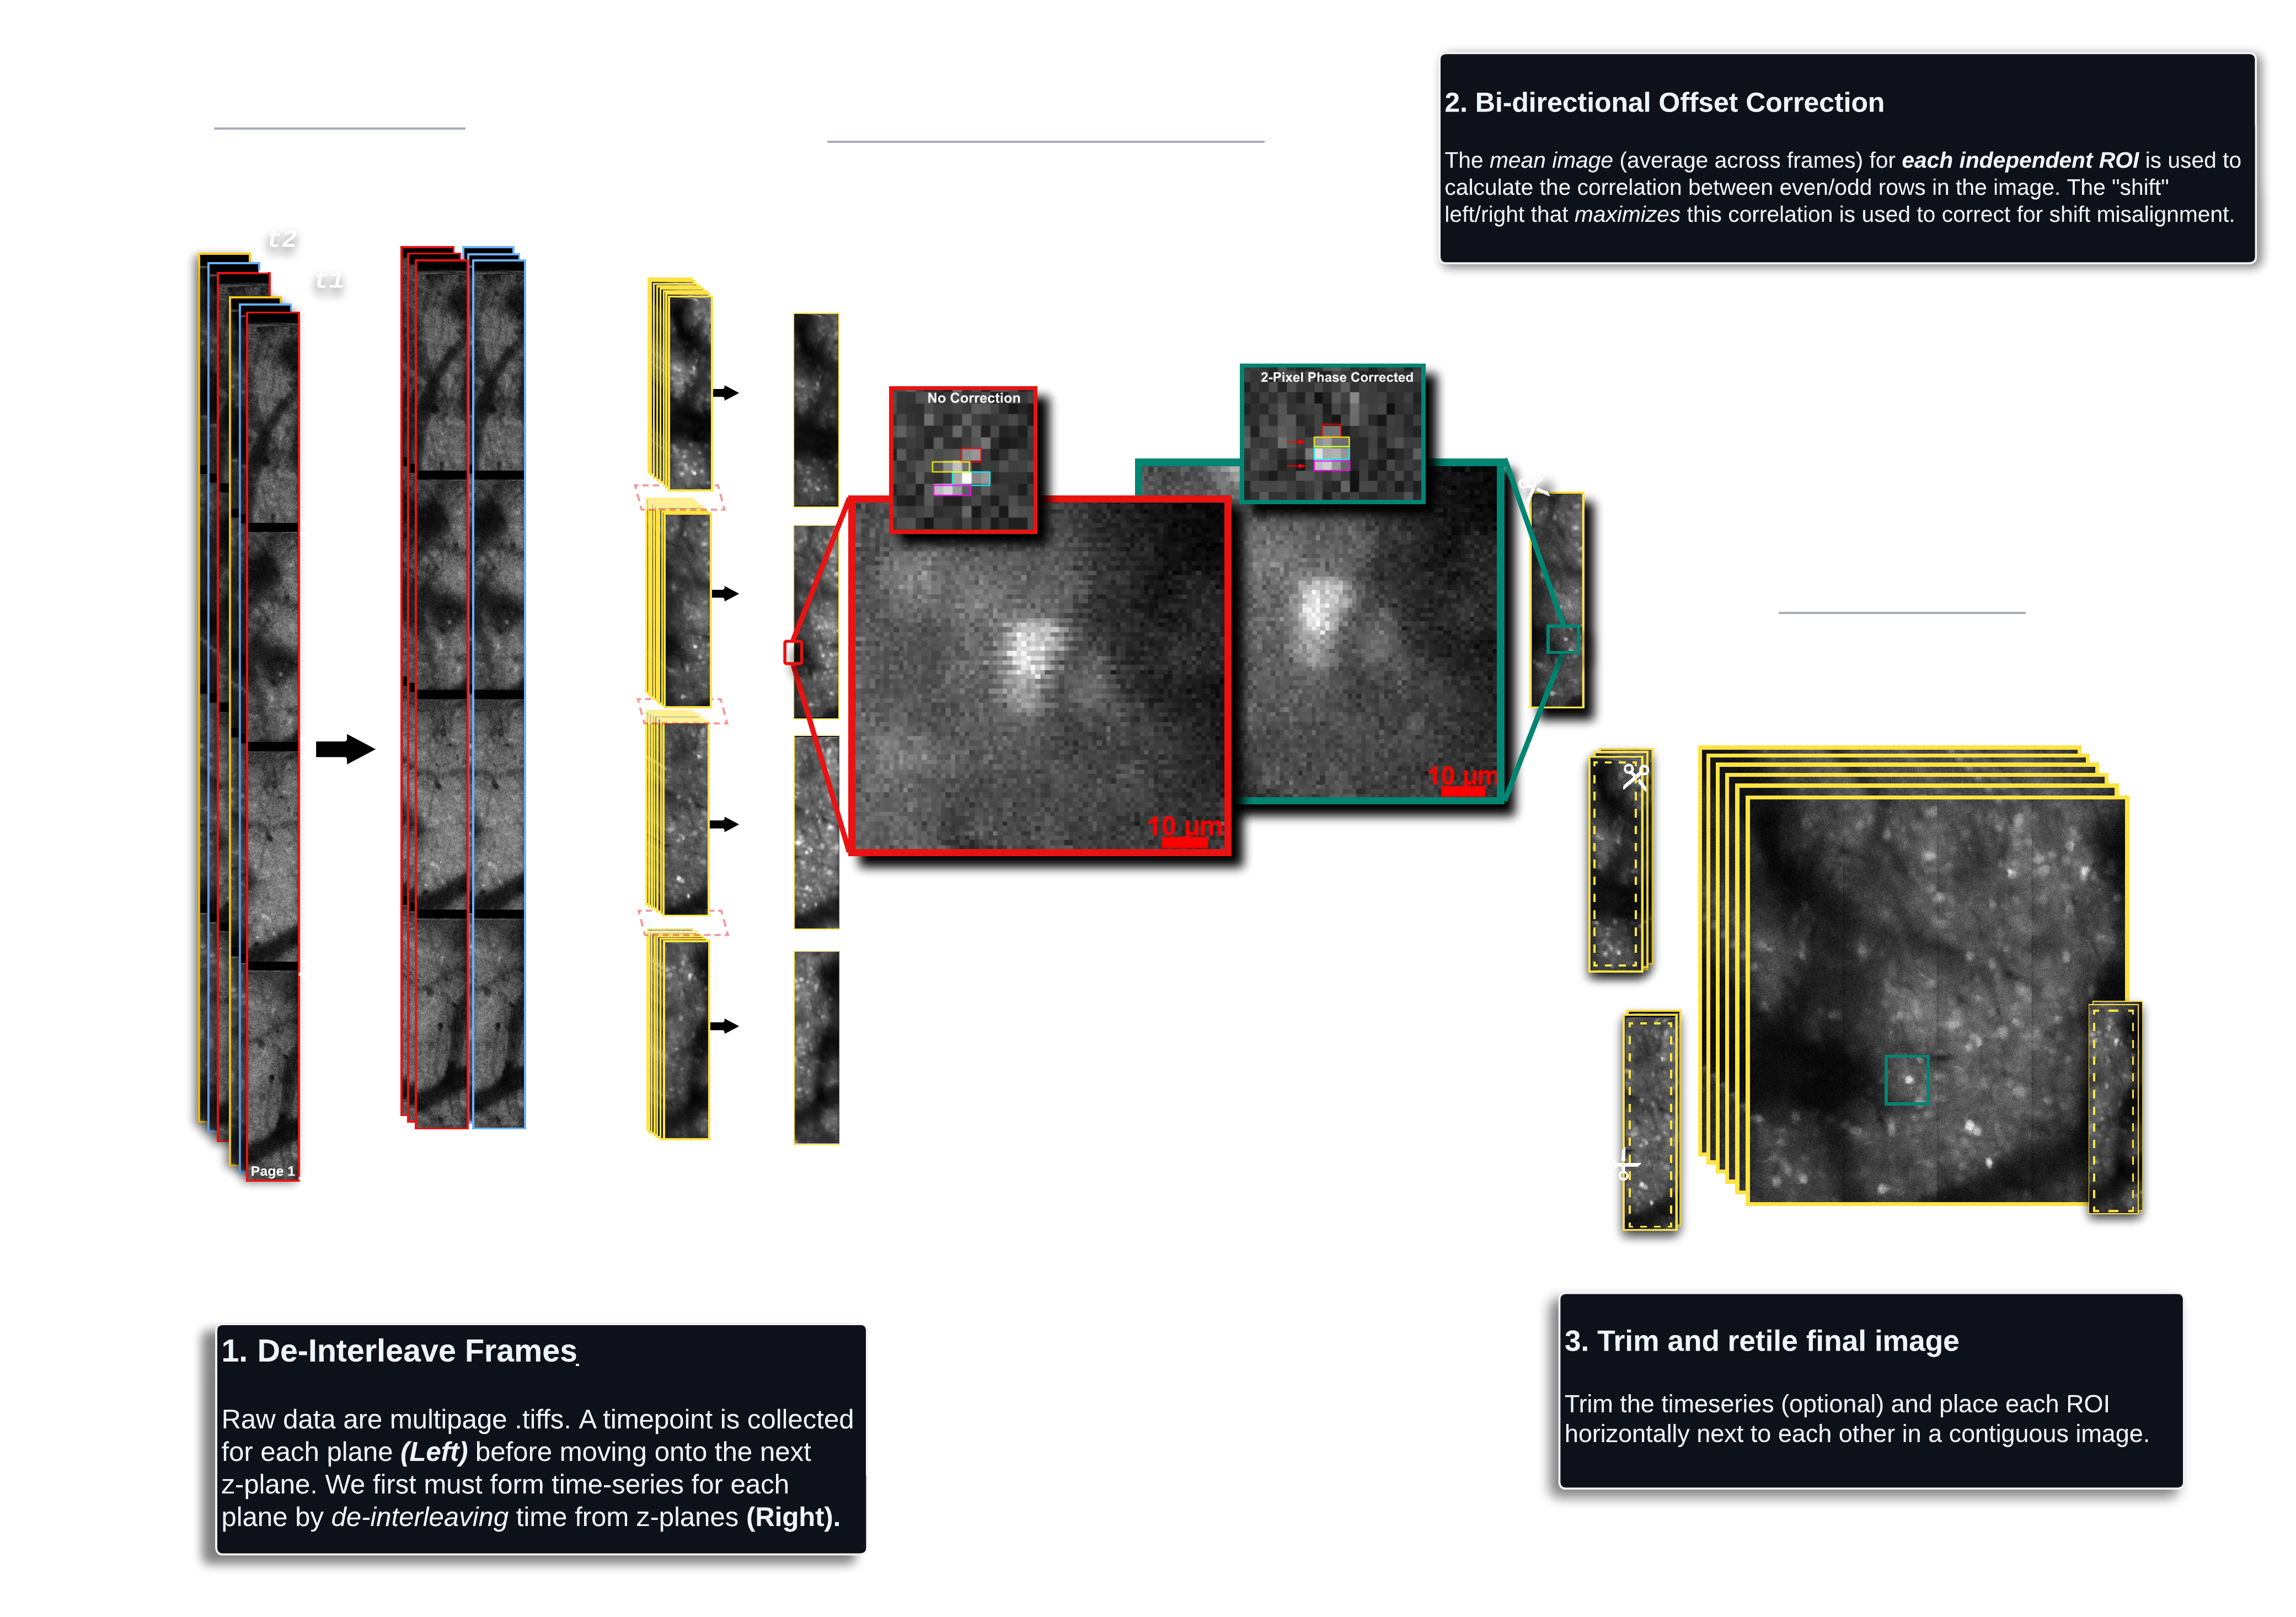 2. Bi-directional Offset Correction
The mean image (average across frames) for each independent ROI is used to
calculate the correlation between even/odd rows in the image. The "shift"
left/right that maximizes this correlation is used to correct for shift misalignment.
t2
t1
2-Pixel Phase Corrected
No Correction
10 µm
10 µm
Page 1
1. De-Interleave Frames
Raw data are multipage .tiffs. A timepoint is collected
for each plane (Left) before moving onto the next
z-plane. We first must form time-series for each
plane by de-interleaving time from z-planes (Right).
3. Trim and retile final image
Trim the timeseries (optional) and place each ROI
horizontally next to each other in a contiguous image.